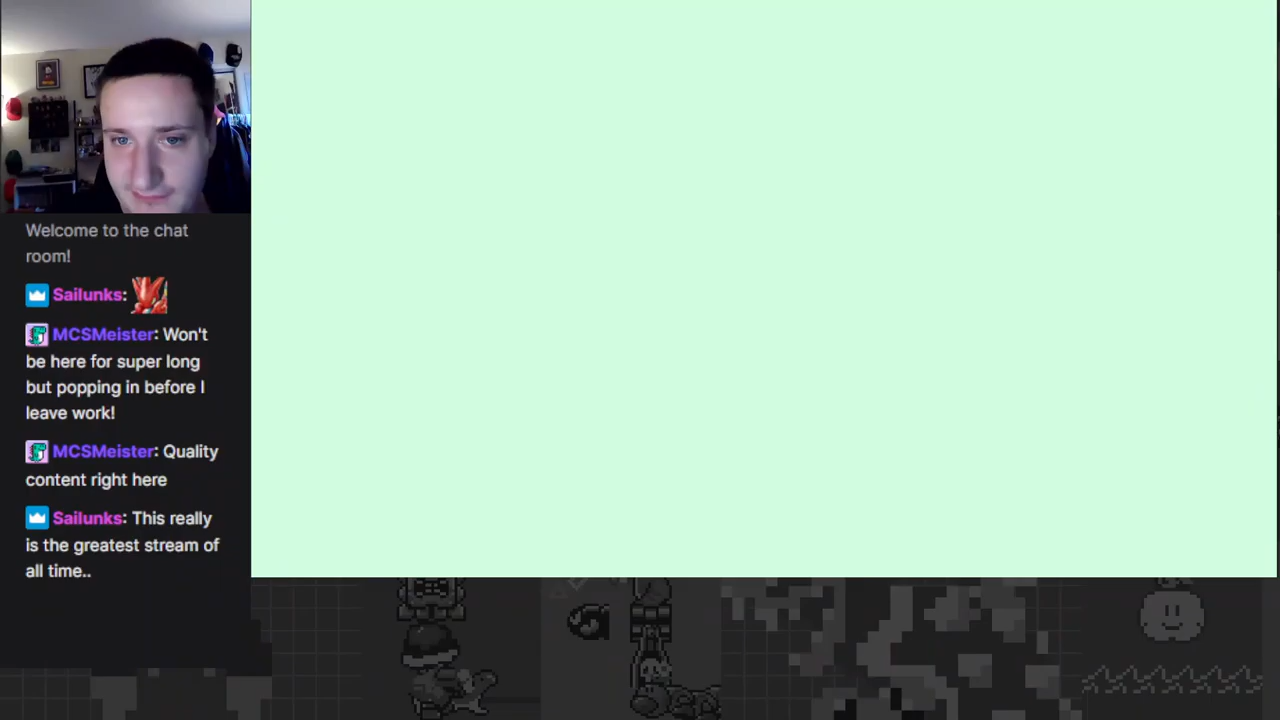 Welcome to the chat
room!
Sailunks:
MCSMeister: Won't
be here for super long
but popping in before I
leave work!
MCSMeister: Quality
content right here
Sailunks: This really
is the greatest stream of
all time..